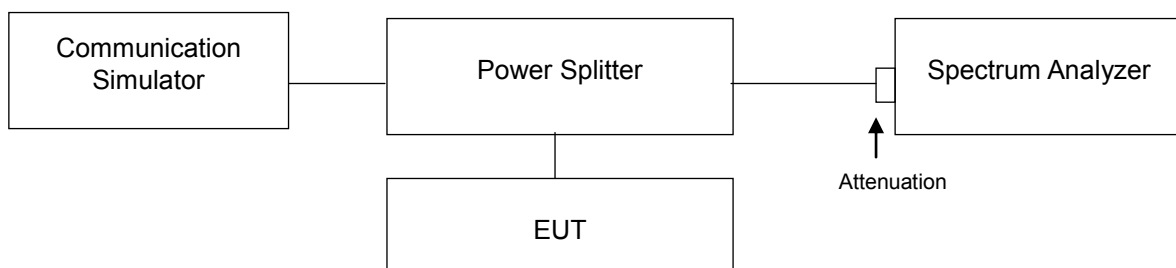 Communication
Simulator
Power Splitter
Spectrum Analyzer
Attenuation
EUT